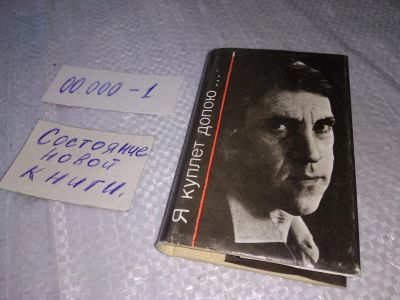 00.000-1
Состояние
новой
книги.
Я куплет допою..."